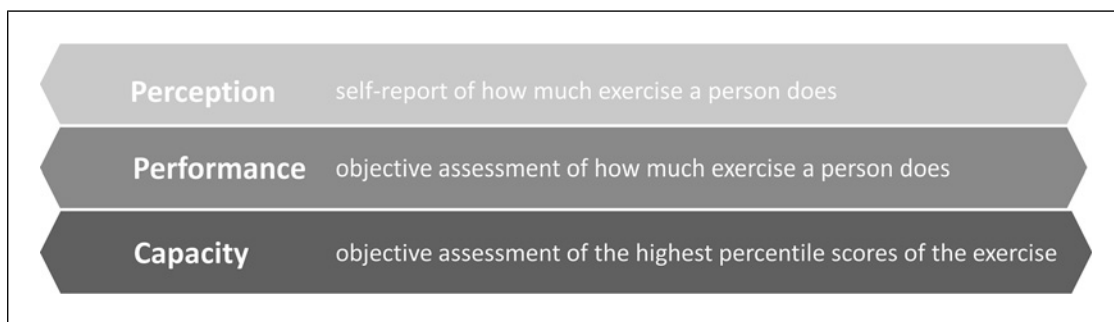 Perception self-report of how much exercise a person does
Performance objective assessment of how much exercise a person does
Capacity objective assessment of the highest percentile scores of the exercise